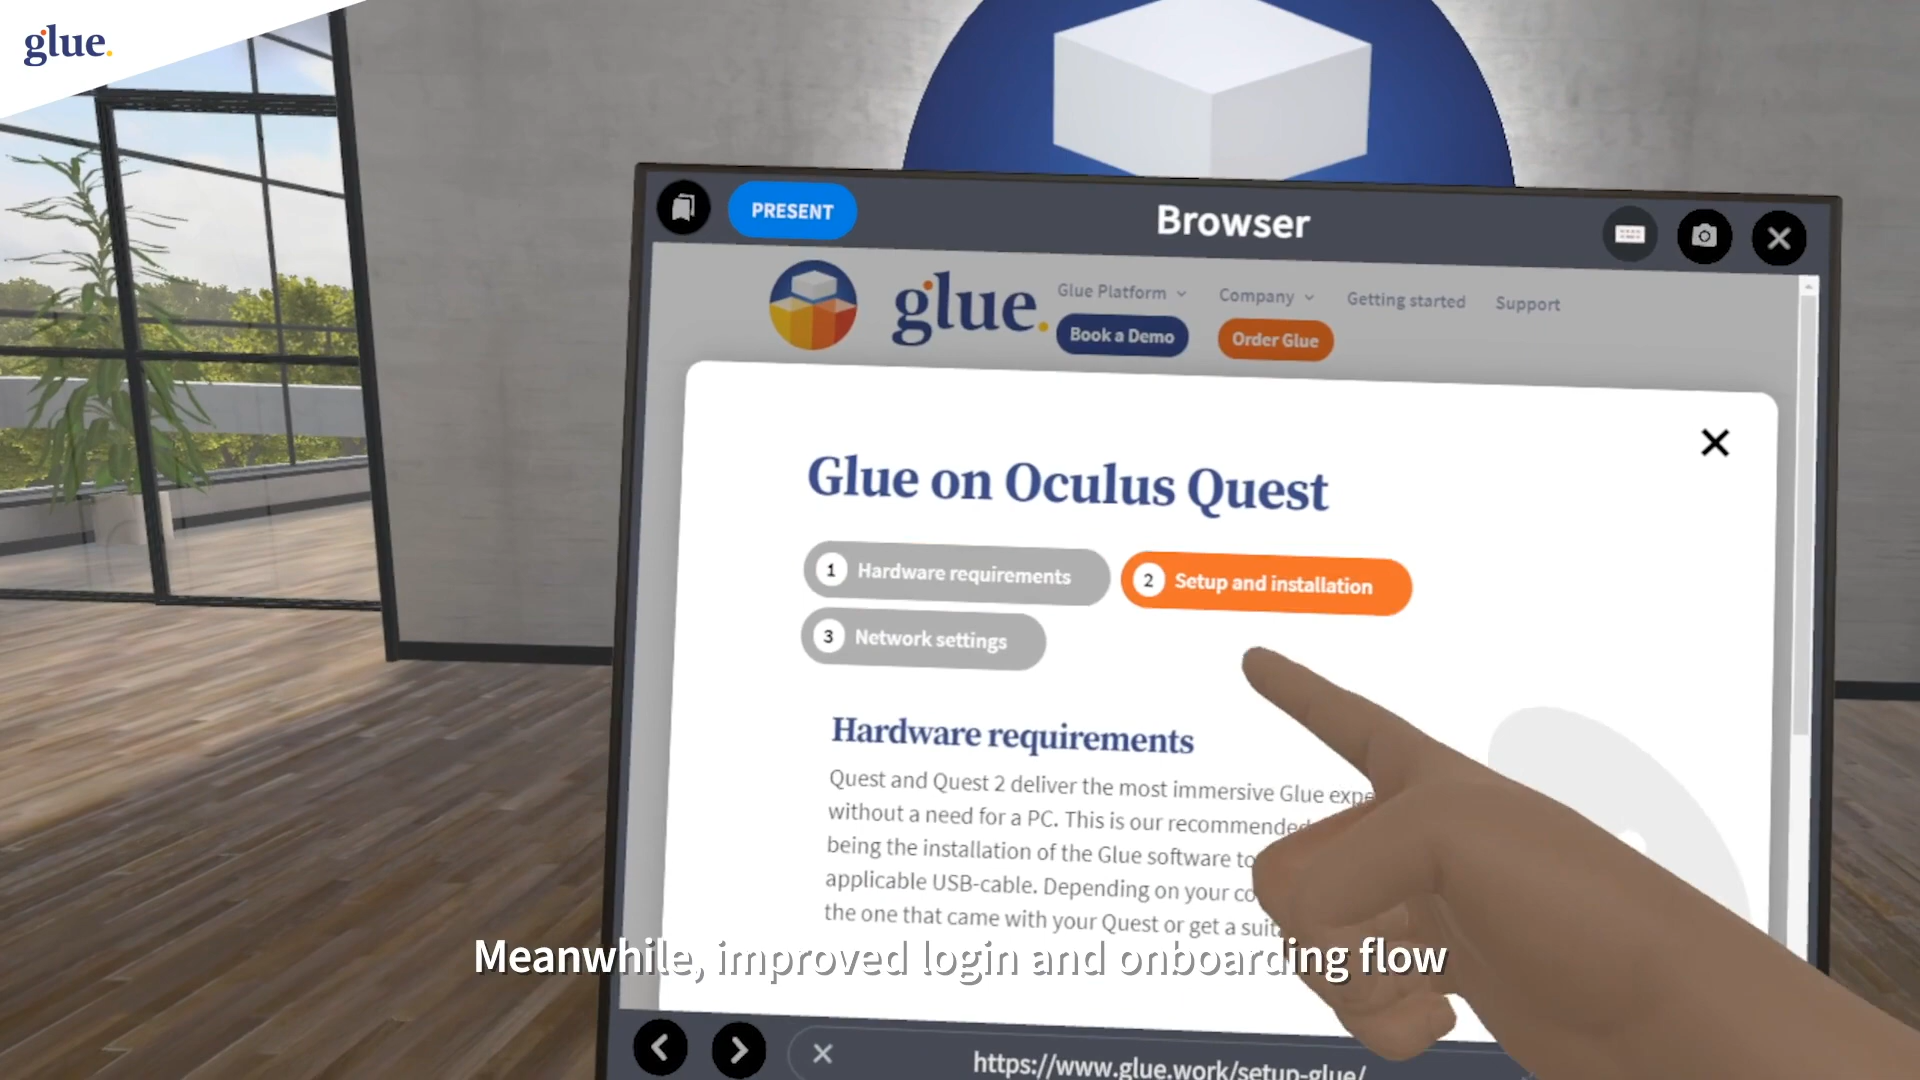 glue.
PRESENT
Browser
glue.
Glue Platform
Company
Getting started
Support
Book a Demo
Order Glue
Glue on Oculus Quest
1 Hardware requirements
2 Setup and installation
3 Network settings
Hardware requirements
Quest and Quest 2 deliver the most immersive Glue expe
without a need for a PC. This is our recommended
being the installation of the Glue software to
applicable USB-cable. Depending on your co
the one that came with your Quest or get a suit
Meanwhile, improved login and onboarding flow
https://www.glue.work/setup-glue/